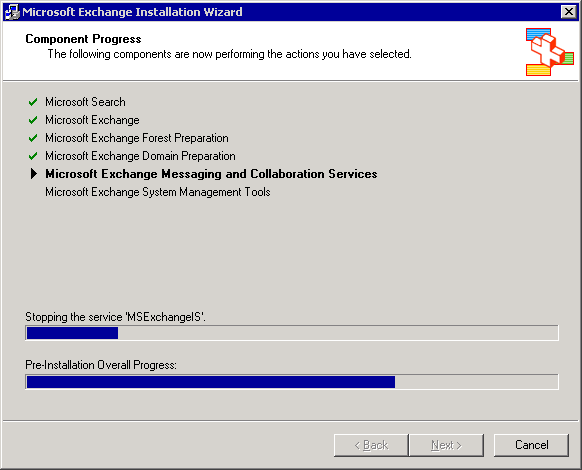 Microsoft Exchange Installation Wizard
Component Progress
The following components are now performing the actions you have selected.
Microsoft Search
Microsoft Exchange
Microsoft Exchange Forest Preparation
Microsoft Exchange Domain Preparation
Microsoft Exchange Messaging and Collaboration Services
Microsoft Exchange System Management Tools
Stopping the service 'MSExchangeIS'.
Pre-Installation Overall Progress:
< Back Next > Cancel